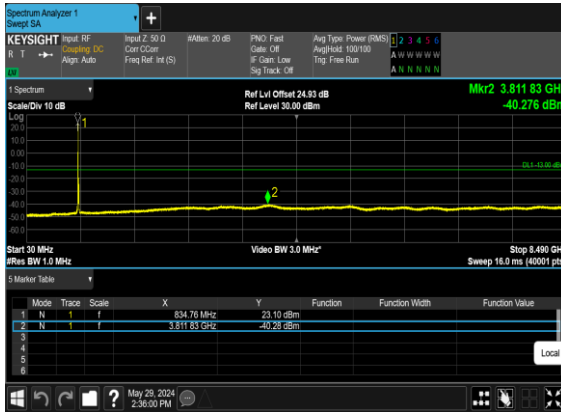 Spectrum Analyzer 1
Swept SA
KEYSIGHT Input: RF Input Z: 50 Ω #Atten: 20 dB PNO: Fast Avg Type: Power (RMS) 1 2 3 4 5 6
R T Coupling: DC Corr CCorr Gate: Off Avg|Hold: 100/100 A W W W W W
Align: Auto Freq Ref: Int (S) IF Gain: Low Trig: Free Run
Sig Track: Off A N N N N N
LXI
1 Spectrum Ref Lvl Offset 24.93 dB Mkr2 3.811 83 GH
Scale/Div 10 dB Ref Level 30.00 dBm -40.276 dBm
Log
20.0 1
10.0
0.00
-10.0 DL1 -13.00 dBm
-20.0
-30.0 2
-40.0
-50.0
-60.0
Start 30 MHz Video BW 3.0 MHz* Stop 8.490 GH
#Res BW 1.0 MHz Sweep 16.0 ms (40001 pts
5 Marker Table
Mode Trace Scale X Y Function Function Width Function Value
1 N 1 f 834.76 MHz 23.10 dBm
2 N 1 f 3.811 83 GHz -40.28 dBm
3
4
5 Local
6
? May 29, 2024
2:36:00 PM